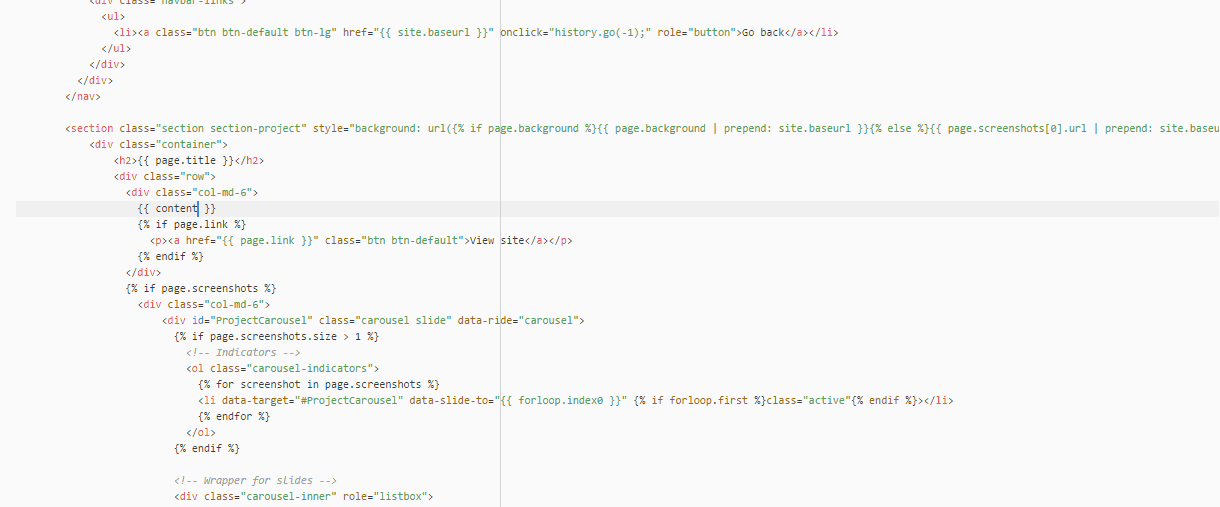 <div class="navbar-links">
<ul>
<li><a class="btn btn-default btn-lg" href="{{ site.baseurl }}" onclick="history.go(-1);" role="button">Go back</a></li>
</ul>
</div>
</div>
</nav>
<section class="section section-project" style="background: url({% if page.background %}{{ page.background | prepend: site.baseurl }}{% else %}{{ page.screenshots[0].url | prepend: site.baseu
<div class="container">
<h2>{{ page.title }}</h2>
<div class="row">
<div class="col-md-6">
{{ content }}
{% if page.link %}
<p><a href="{{ page.link }}" class="btn btn-default">View site</a></p>
{% endif %}
</div>
{% if page.screenshots %}
<div class="col-md-6">
<div id="ProjectCarousel" class="carousel slide" data-ride="carousel">
{% if page.screenshots.size > 1 %}
<!-- Indicators -->
<ol class="carousel-indicators">
{% for screenshot in page.screenshots %}
<li data-target="#ProjectCarousel" data-slide-to="{{ forloop.index0 }}" {% if forloop.first %}class="active"{% endif %}></li>
{% endfor %}
</ol>
{% endif %}
<!-- Wrapper for slides -->
<div class="carousel-inner" role="listbox">